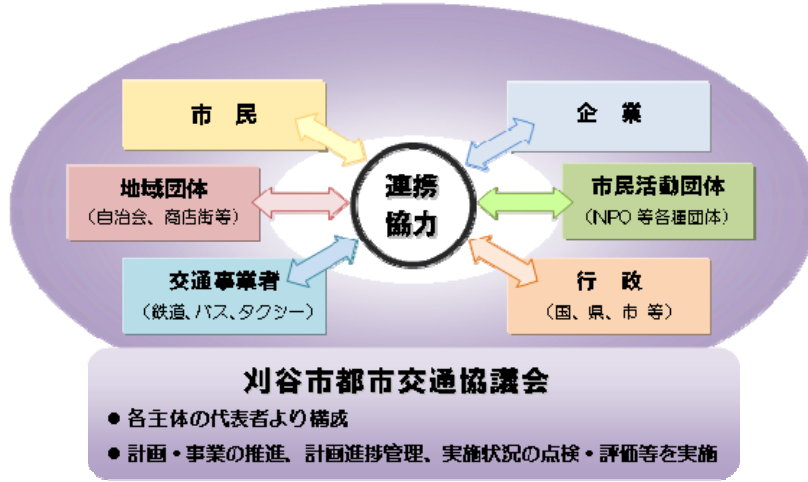 市 民
企 業
地域団体
（自治会、商店街等）
連携
協力
市民活動団体
（NPO 等各種団体）
交通事業者
（鉄道、バス、タクシー）
行 政
（国、県、市 等）
刈谷市都市交通協議会
● 各主体の代表者より構成
● 計画・事業の推進、計画進捗管理、実施状況の点検・評価等を実施